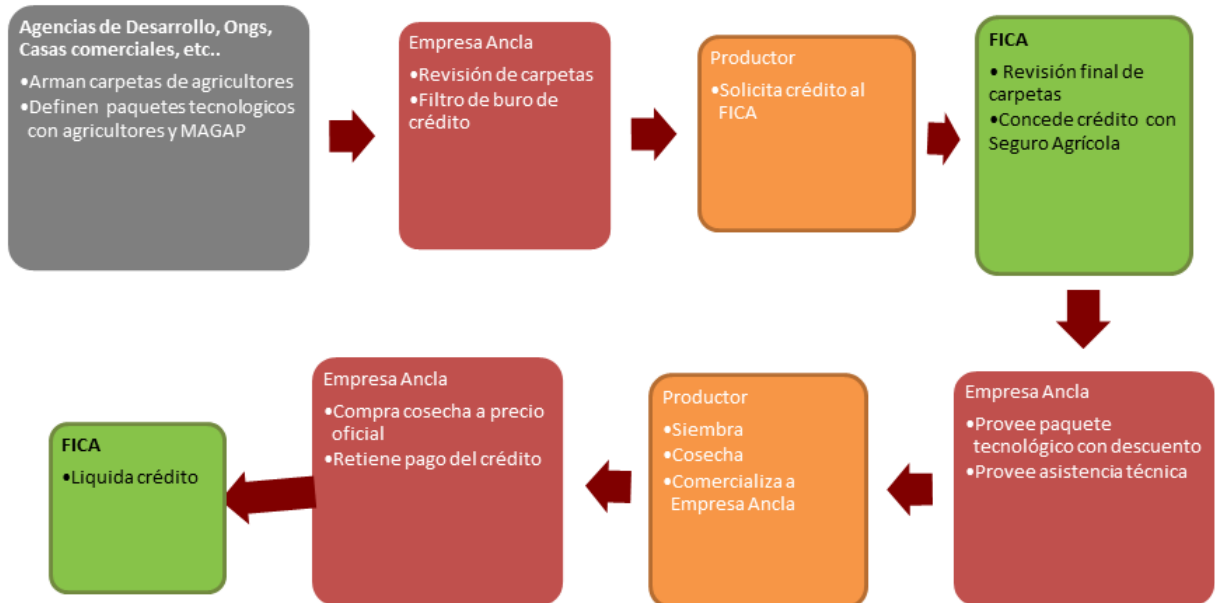 Agencias de Desarrollo, Ongs,
Casas comerciales, etc..
•Arman carpetas de agricultores
•Definen paquetes tecnologicos
con agricultores y MAGAP
Empresa Ancla
•Revisión de carpetas
•Filtro de buro de
crédito
Productor
•Solicita crédito al
FICA
FICA
• Revisión final de
carpetas
•Concede crédito con
Seguro Agrícola
Empresa Ancla
•Provee paquete
tecnológico con descuento
•Provee asistencia técnica
Productor
•Siembra
•Cosecha
•Comercializa a
Empresa Ancla
Empresa Ancla
•Compra cosecha a precio
oficial
•Retiene pago del crédito
FICA
•Liquida crédito